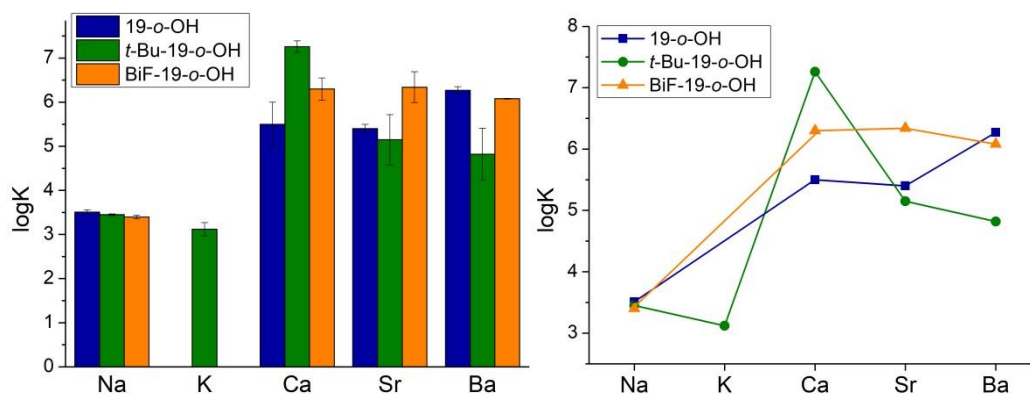 19-o-OH
t-Bu-19-o-OH
BiF-19-o-OH
logK
7
6
5
4
3
2
1
0
Na K Ca Sr Ba
19-o-OH
t-Bu-19-o-OH
BiF-19-o-OH
logK
8
7
6
5
4
3
Na K Ca Sr Ba